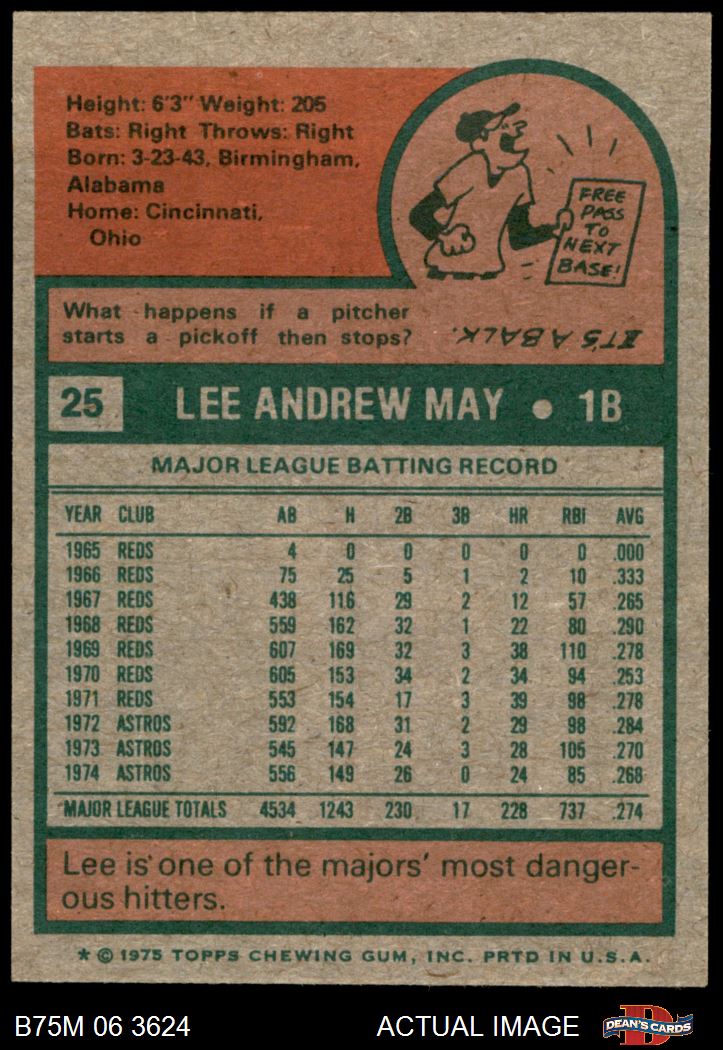 Height: 6'3" Weight: 205
Bats: Right Throws: Right
Born: 3-23-43, Birmingham,
Alabama
Home: Cincinnati,
Ohio
FREE
PASS
TO
NEXT
BASE!
What happens if a pitcher
starts a pickoff then stops?
IT'S A BALK.
25 LEE ANDREW MAY • 1B
MAJOR LEAGUE BATTING RECORD
YEAR CLUB AB H 2B 3B HR RBI AVG
1965 REDS 4 0 0 0 0 0 .000
1966 REDS 75 25 5 1 2 10 .333
1967 REDS 438 116 29 2 12 57 .265
1968 REDS 559 162 32 1 22 80 .290
1969 REDS 607 169 32 3 38 110 .278
1970 REDS 605 153 34 2 34 94 .253
1971 REDS 553 154 17 3 39 98 .278
1972 ASTROS 592 168 31 2 29 98 .284
1973 ASTROS 545 147 24 3 28 105 .270
1974 ASTROS 556 149 26 0 24 85 .268
MAJOR LEAGUE TOTALS 4534 1243 230 17 228 737 .274
Lee is one of the majors' most danger-
ous hitters.
* © 1975 TOPPS CHEWING GUM, INC. PRTD IN U.S.A.
B75M 06 3624 ACTUAL IMAGE
D
DEAN'S CARDS